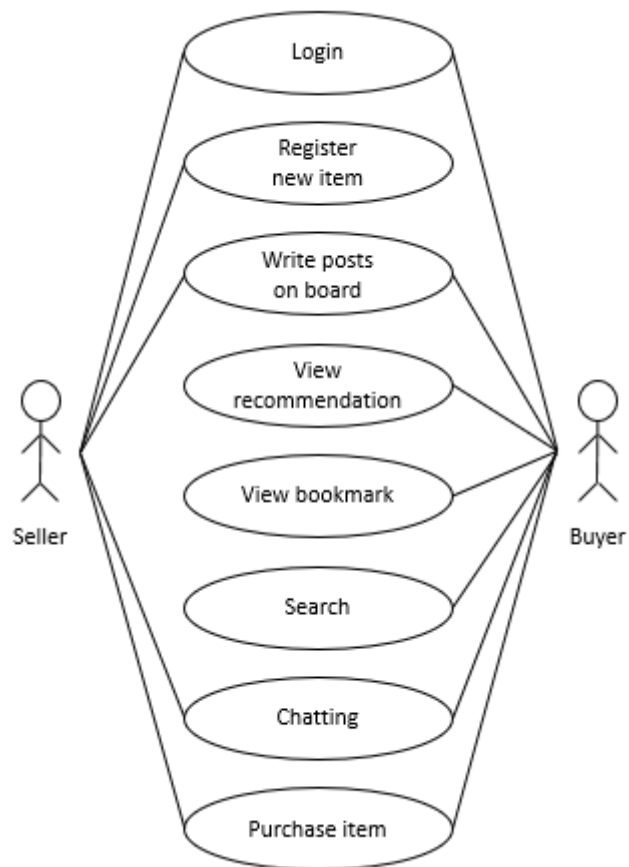 Login
Register
new item
Write posts
on board
View
recommendation
View bookmark
Seller
Buyer
Search
Chatting
Purchase item